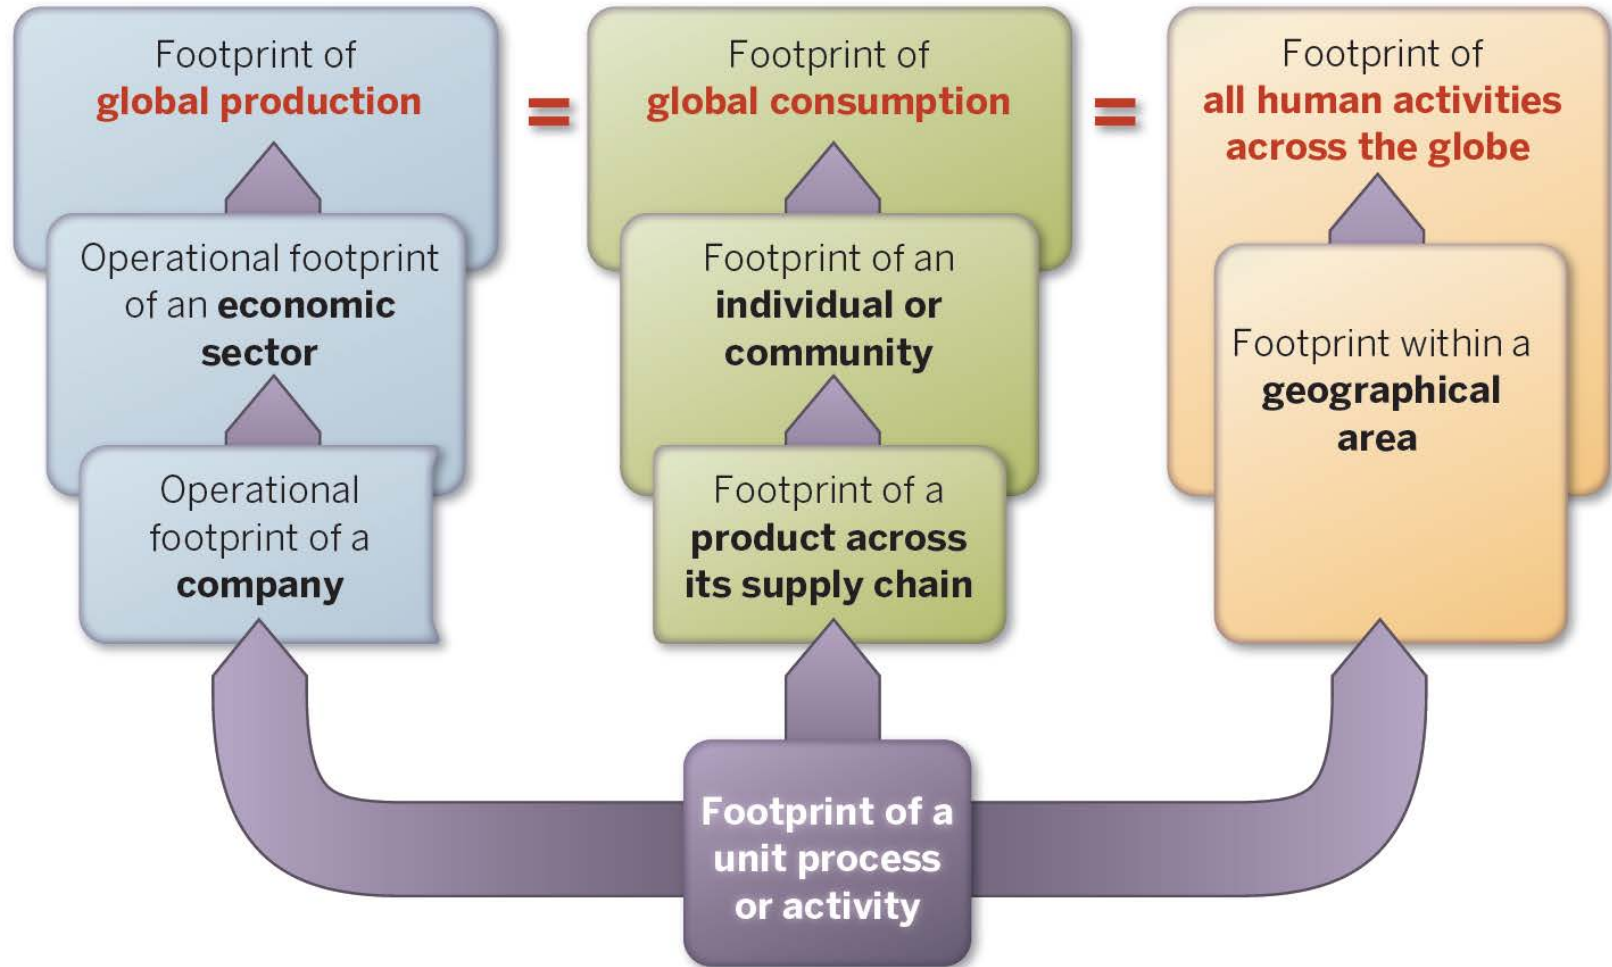 Footprint of
global production
=
Footprint of
global consumption
=
Footprint of
all human activities
across the globe
Operational footprint
of an economic
sector
Footprint of an
individual or
community
Footprint within a
geographical
area
Operational
footprint of a
company
Footprint of a
product across
its supply chain
Footprint of a
unit process
or activity